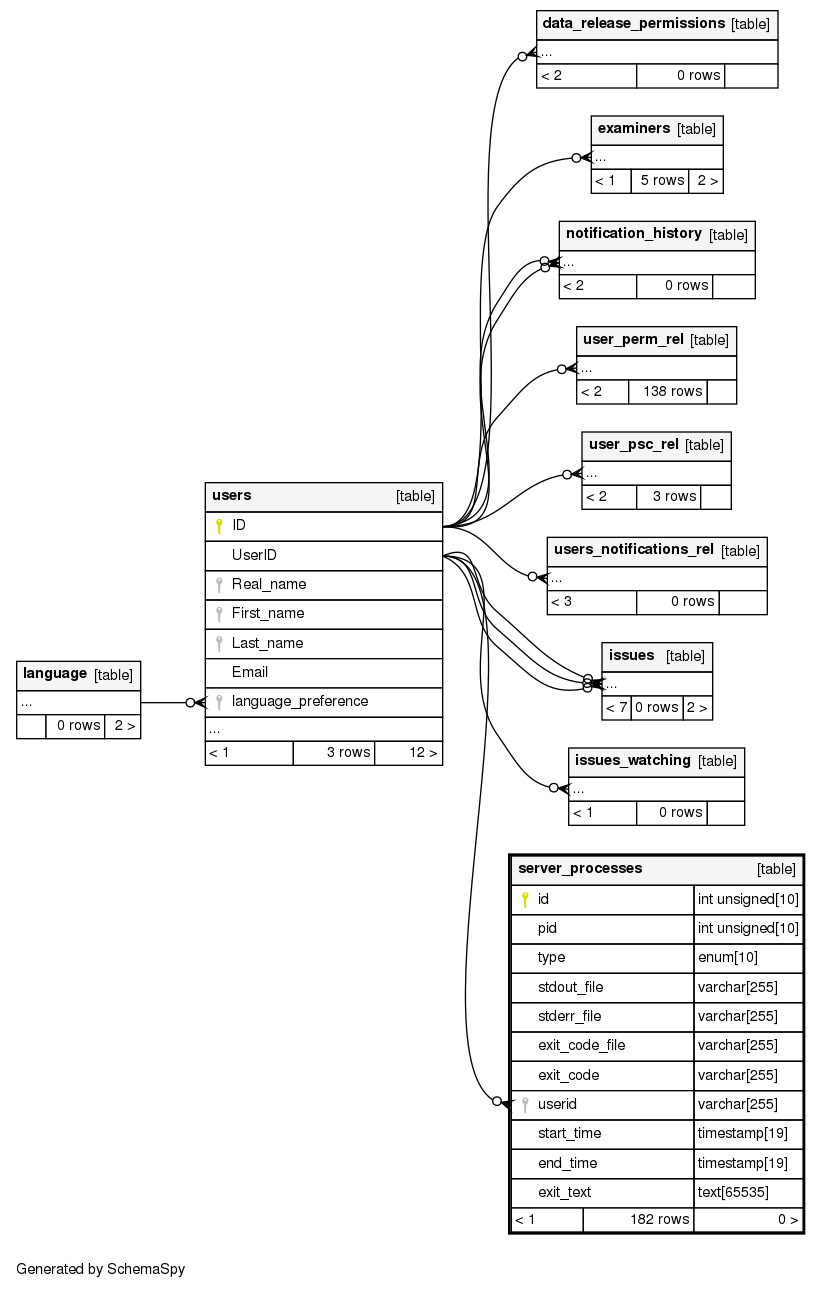 data_release_permissions [table]
...
< 2 0 rows
examiners [table]
...
< 1 5 rows 2 >
notification_history [table]
...
< 2 0 rows
user_perm_rel [table]
...
< 2 138 rows
user_psc_rel [table]
...
< 2 3 rows
users_notifications_rel [table]
...
< 3 0 rows
issues [table]
...
< 7 0 rows 2 >
issues_watching [table]
...
< 1 0 rows
users [table]
ID
UserID
Real_name
First_name
Last_name
Email
language_preference
...
< 1 3 rows 12 >
language [table]
...
0 rows 2 >
server_processes [table]
id int unsigned[10]
pid int unsigned[10]
type enum[10]
stdout_file varchar[255]
stderr_file varchar[255]
exit_code_file varchar[255]
exit_code varchar[255]
userid varchar[255]
start_time timestamp[19]
end_time timestamp[19]
exit_text text[65535]
< 1 182 rows 0 >
Generated by SchemaSpy